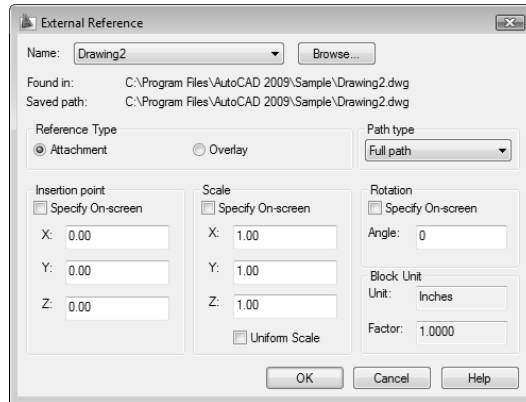 External Reference
Name: Drawing2 Browse...
Found in: C:\Program Files\AutoCAD 2009\Sample\Drawing2.dwg
Saved path: C:\Program Files\AutoCAD 2009\Sample\Drawing2.dwg
Reference Type
Attachment Overlay
Path type
Full path
Insertion point
Specify On-screen
X: 0.00
Y: 0.00
Z: 0.00
Scale
Specify On-screen
X: 1.00
Y: 1.00
Z: 1.00
Uniform Scale
Rotation
Specify On-screen
Angle: 0
Block Unit
Unit: Inches
Factor: 1.0000
OK Cancel Help